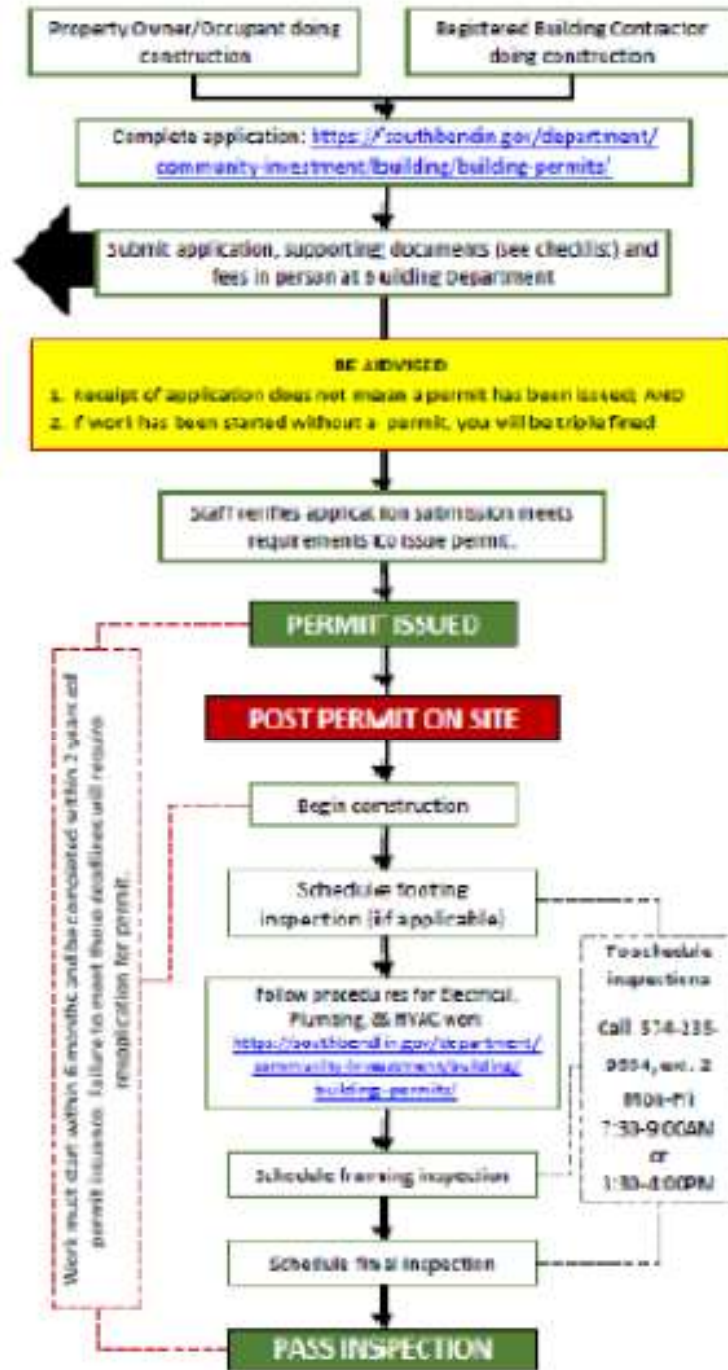 Property Owner/Occupant doing
construction
Registered Building Contractor
doing construction
Complete application: https://southbendin.gov/department/
community-investment/building/building-permits/
Submit application, supporting documents (see checklist) and
fees in person at Building Department
BE ADVISED
1. Receipt of application does not mean a permit has been issued; AND
2. If work has been started without a permit, you will be triple fined
Staff verifies application submission meets
requirements to issue permit.
PERMIT ISSUED
POST PERMIT ON SITE
Begin construction
Schedule footing
inspection (if applicable)
Follow procedures for Electrical,
Plumbing, & HVAC work
https://southbendin.gov/department/
community-investment/building/
building-permits/
Schedule framing inspection
Schedule final inspection
PASS INSPECTION
Work must start within 6 months and be completed within 2 years of
permit issuance. Failure to meet these deadlines will require
reapplication for permit.
To schedule
inspections
Call 574-235-
ext. 2
Mon-Fri
7:30-9:00AM
or